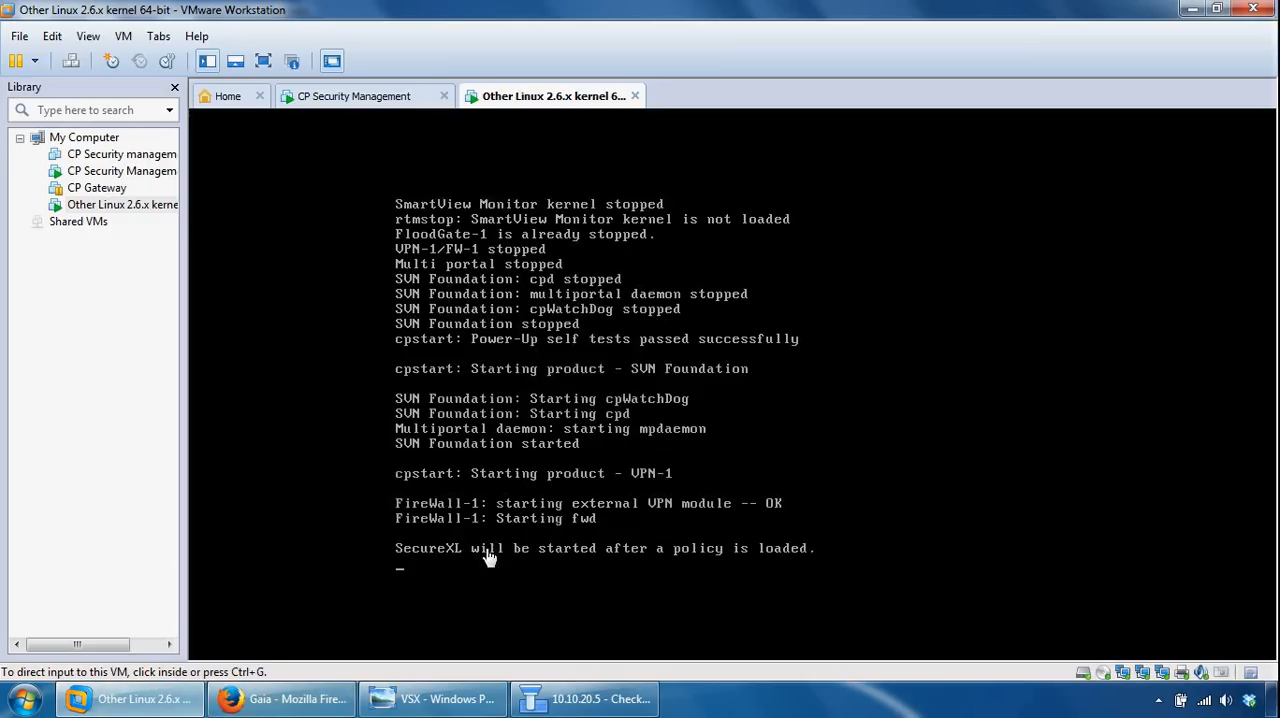 Other Linux 2.6.x kernel 64-bit - VMware Workstation
File Edit View VM Tabs Help
Library
Type here to search
My Computer
CP Security managem
CP Security Managem
CP Gateway
Other Linux 2.6.x kerne
Shared VMs
Home
CP Security Management
Other Linux 2.6.x kernel 6...
SmartView Monitor kernel stopped
rtmstop: SmartView Monitor kernel is not loaded
FloodGate-1 is already stopped.
VPN-1/FW-1 stopped
Multi portal stopped
SVN Foundation: cpd stopped
SVN Foundation: multiportal daemon stopped
SVN Foundation: cpWatchDog stopped
SVN Foundation stopped
cpstart: Power-Up self tests passed successfully
cpstart: Starting product - SVN Foundation
SVN Foundation: Starting cpWatchDog
SVN Foundation: Starting cpd
Multiportal daemon: starting mpdaemon
SVN Foundation started
cpstart: Starting product - VPN-1
FireWall-1: starting external VPN module -- OK
FireWall-1: Starting fwd
SecureXL will be started after a policy is loaded.
_
To direct input to this VM, click inside or press Ctrl+G.
Other Linux 2.6.x ...
Gaia - Mozilla Fire...
VSX - Windows P...
10.10.20.5 - Check...